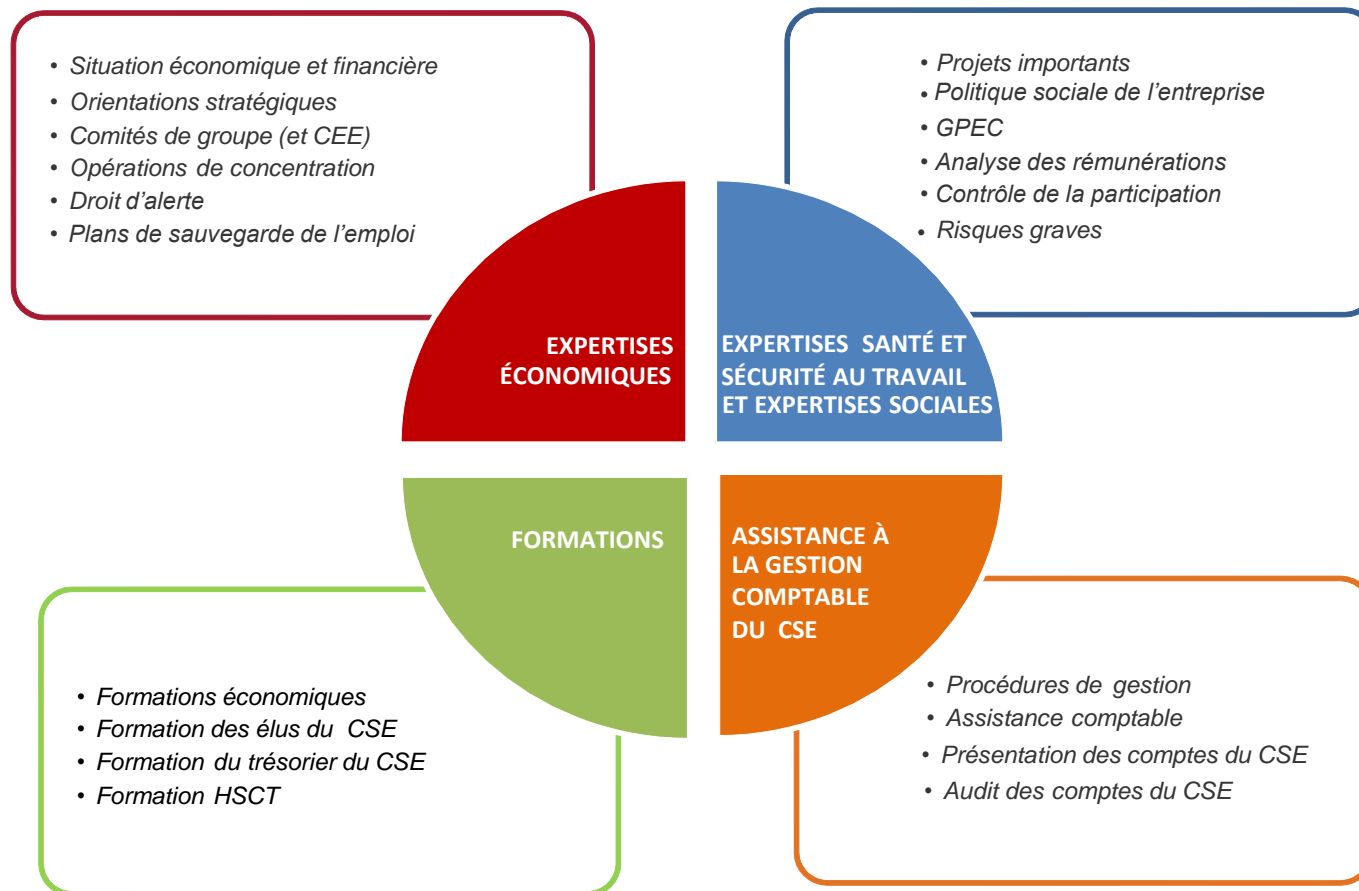 • Situation économique et financière
• Orientations stratégiques
• Comités de groupe (et CEE)
• Opérations de concentration
• Droit d'alerte
• Plans de sauvegarde de l'emploi
• Projets importants
• Politique sociale de l'entreprise
• GPEC
• Analyse des rémunérations
• Contrôle de la participation
• Risques graves
EXPERTISES
ÉCONOMIQUES
EXPERTISES SANTÉ ET
SÉCURITÉ AU TRAVAIL
ET EXPERTISES SOCIALES
FORMATIONS
ASSISTANCE À
LA GESTION
COMPTABLE
DU CSE
• Formations économiques
• Formation des élus du CSE
• Formation du trésorier du CSE
• Formation HSCT
• Procédures de gestion
• Assistance comptable
• Présentation des comptes du CSE
• Audit des comptes du CSE